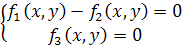 f₁(x, y) − f₂(x, y) = 0
f₃(x, y) = 0